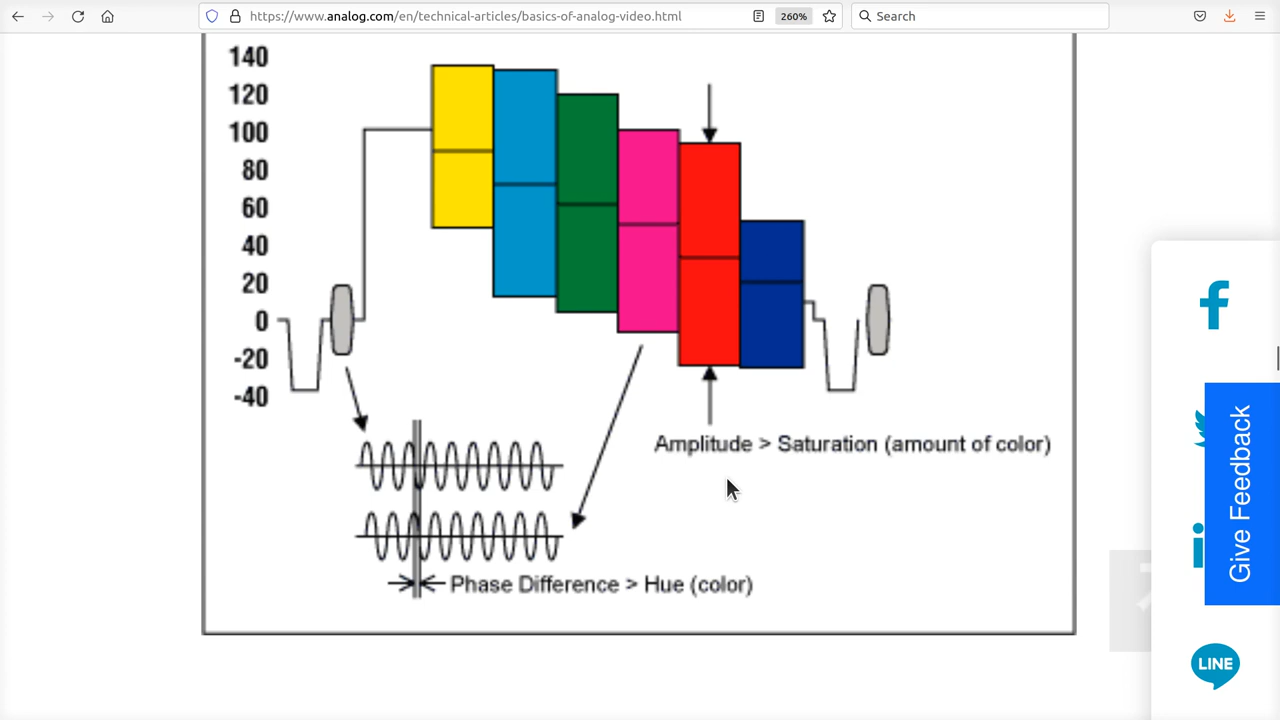 https://www.analog.com/en/technical-articles/basics-of-analog-video.html
260%
Search
140
120
100
80
60
40
20
0
-20
-40
Amplitude > Saturation (amount of color)
Phase Difference > Hue (color)
Give Feedback
LINE